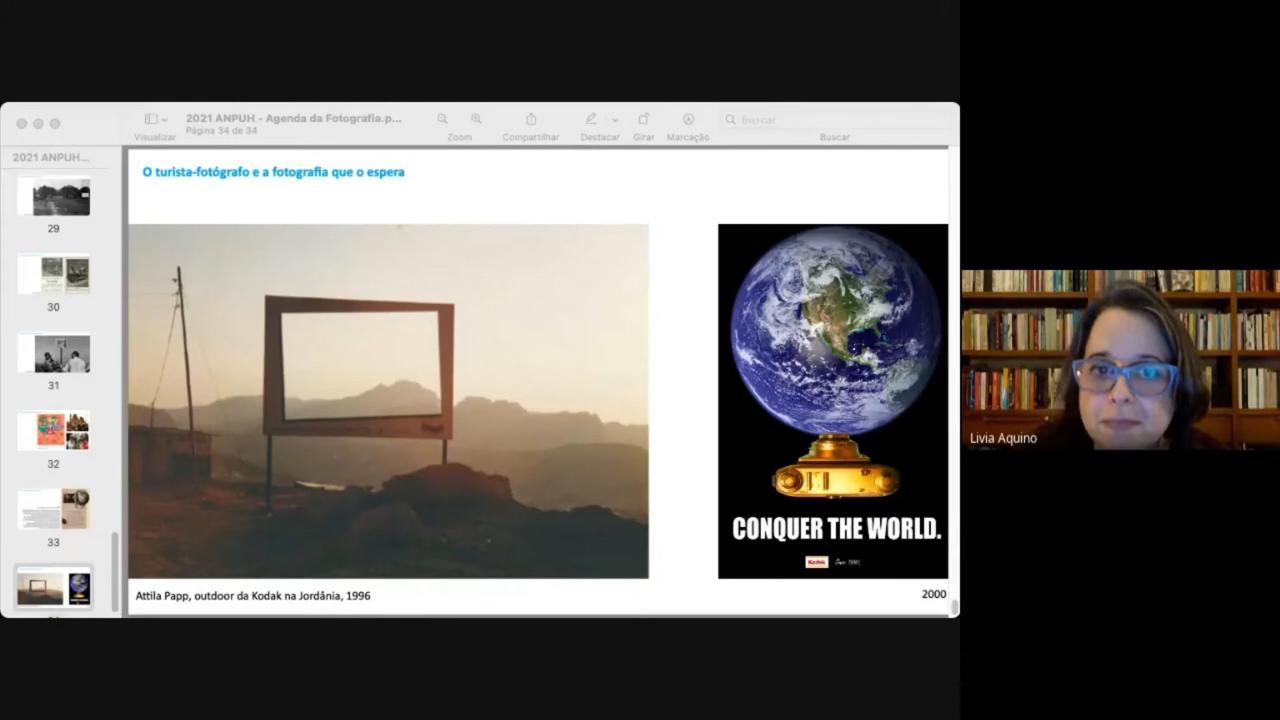 2021 ANPUH - Agenda da Fotografia.p...
Página 34 de 34
Visualizar
Zoom
Compartilhar
Destacar
Girar
Marcação
Buscar
Buscar
2021 ANPUH...
29
30
31
32
33
O turista-fotógrafo e a fotografia que o espera
CONQUER THE WORLD.
Kodak
Attila Papp, outdoor da Kodak na Jordânia, 1996
2000
Livia Aquino